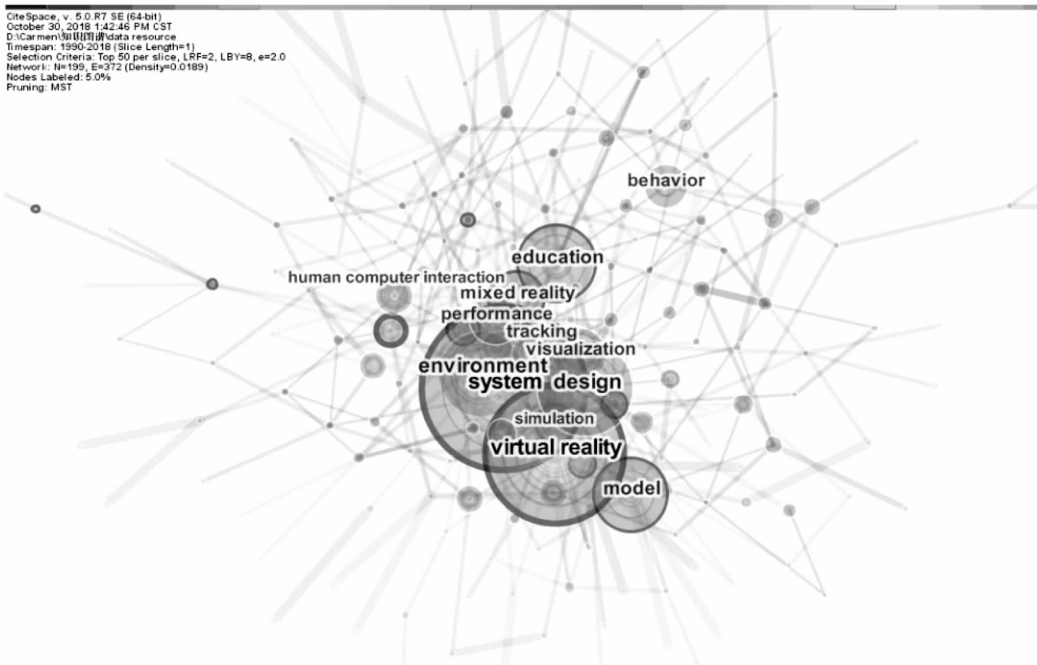 CiteSpace, v. 5.0.R7 SE (64-bit)
October 30, 2018 1:42:46 PM CST
D:\Carmen\知识图谱\data resource
Timespan: 1990-2018 (Slice Length=1)
Selection Criteria: Top 50 per slice, LRF=2, LBY=8, e=2.0
Network: N=199, E=372 (Density=0.0189)
Nodes Labeled: 5.0%
Pruning: MST
behavior
education
human computer interaction
mixed reality
performance
tracking
visualization
environment
system design
simulation
virtual reality
model